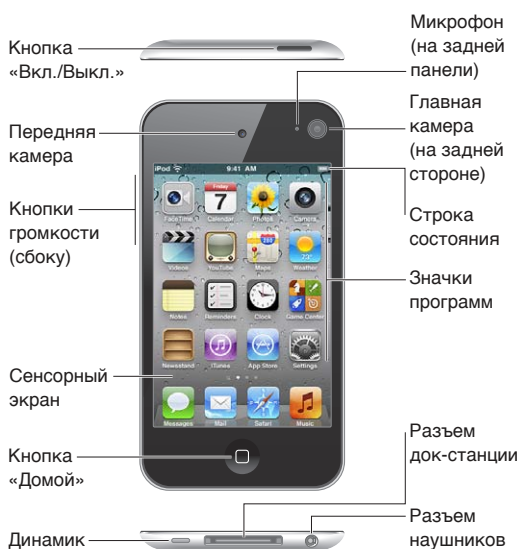 Кнопка
«Вкл./Выкл.»
Микрофон
(на задней
панели)
Передняя
камера
Главная
камера
(на задней
стороне)
Кнопки
громкости
(сбоку)
Строка
состояния
Значки
программ
Сенсорный
экран
Кнопка
«Домой»
Разъем
док-станции
Динамик
Разъем
наушников
iPod 9:41 AM
Friday
7
FaceTime Calendar Photos Camera
280
73°
Videos YouTube Maps Weather
Notes Reminders Clock Game Center
Newsstand iTunes App Store Settings
Messages Mail Safari Music